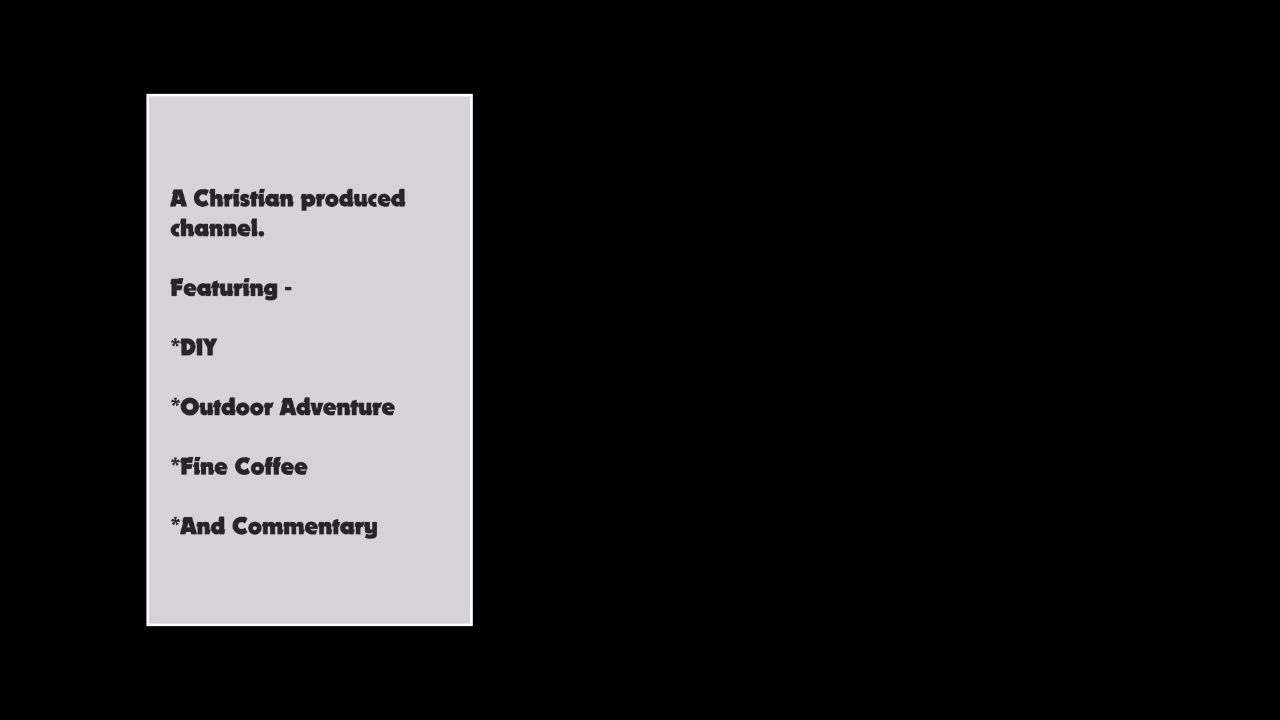 A Christian produced
channel.
Featuring -
*DIY
*Outdoor Adventure
*Fine Coffee
*And Commentary